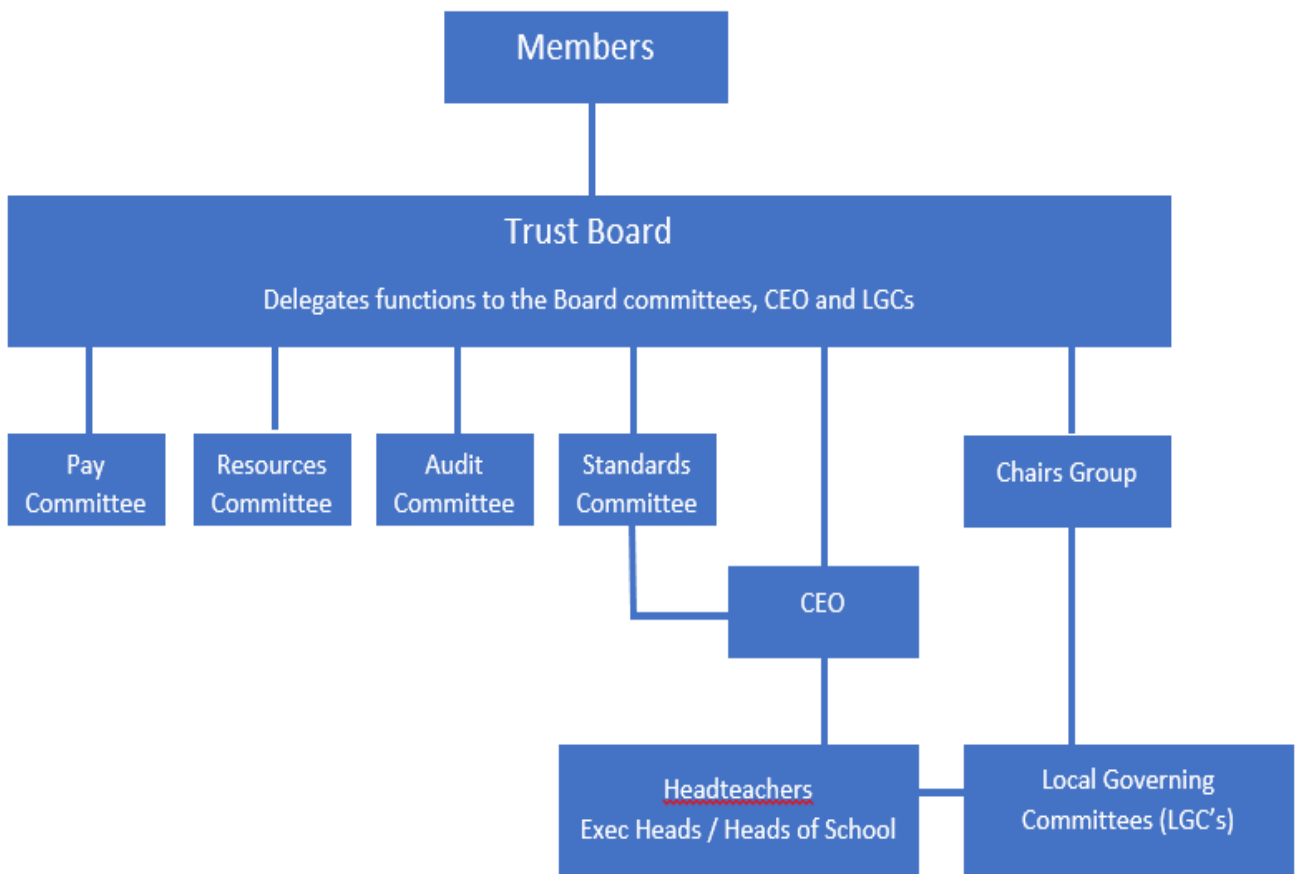 Members
Trust Board
Delegates functions to the Board committees, CEO and LGCs
Pay
Committee
Resources
Committee
Audit
Committee
Standards
Committee
Chairs Group
CEO
Headteachers
Exec Heads / Heads of School
Local Governing
Committees (LGC's)